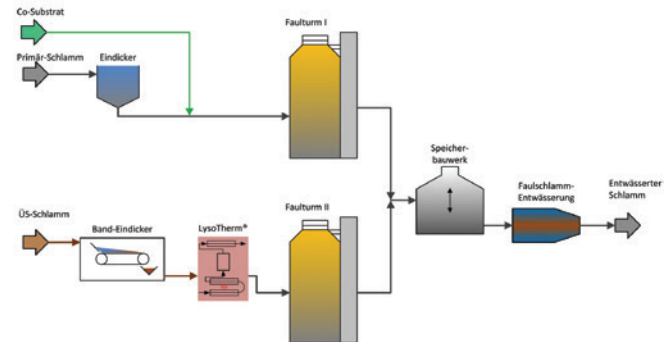 Co-Substrat
Faulturm I
Primär-Schlamm
Eindicker
Speicher-
bauwerk
Faulschlamm-
Entwässerung
Entwässerter
Schlamm
ÜS-Schlamm
Band-Eindicker
LysoTherm®
Faulturm II